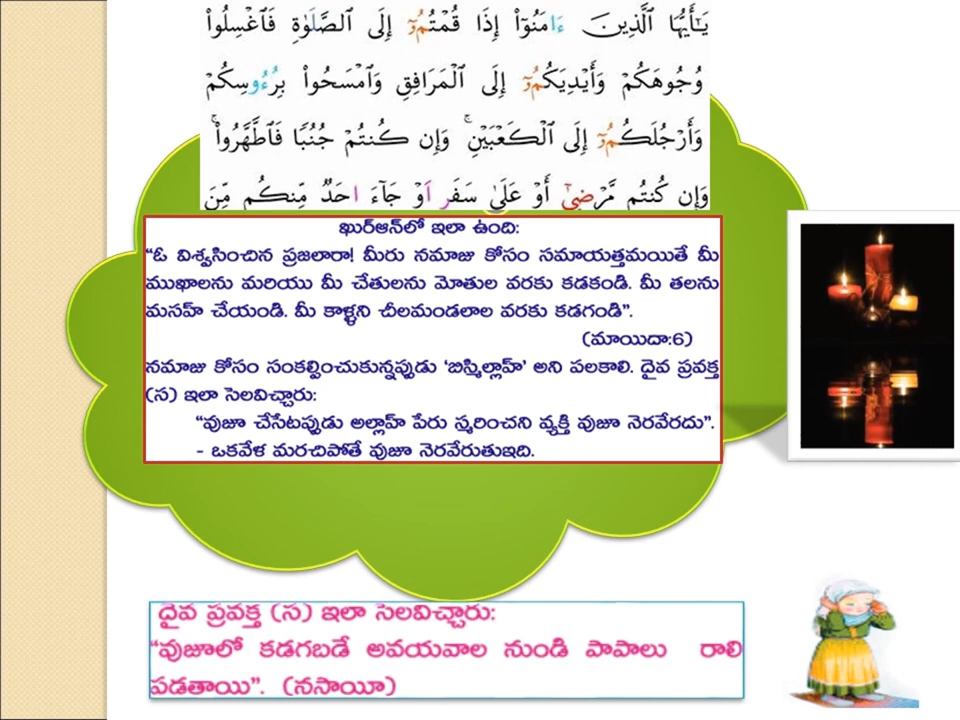 يَٰٓأَيُّهَا ٱلَّذِينَ ءَامَنُوٓاْ إِذَا قُمۡتُمُۥٓ إِلَى ٱلصَّلَوٰةِ فَٱغۡسِلُواْ
وُجُوهَكُمۡ وَأَيۡدِيَكُمُۥٓ إِلَى ٱلۡمَرَافِقِ وَٱمۡسَحُواْ بِرُءُوسِكُمۡ
وَأَرۡجُلَكُمُۥٓ إِلَى ٱلۡكَعۡبَيۡنِۚ وَإِن كُنتُمۡ جُنُبٗا فَٱطَّهَّرُواْۚ
وَإِن كُنتُم مَّرۡضَىٰٓ أَوۡ عَلَىٰ سَفَرٍ اَوۡ جَآءَ احَدٞ مِّنكُم مِّنَ
ఖుర్ఆన్‌లో ఇలా ఉంది:
“ఓ విశ్వసించిన ప్రజలారా! మీరు నమాజు కోసం సమాయత్తమయితే మీ
ముఖాలను మరియు మీ చేతులను మోతుల వరకు కడకండి. మీ తలను
మసహ్ చేయండి. మీ కాళ్ళని చీలమండలాల వరకు కడగండి”.
(మాయిదా:6)
నమాజు కోసం సంకల్పించుకున్నప్పుడు ‘బిస్మిల్లాహ్’ అని పలకాలి. దైవ ప్రవక్త
(స) ఇలా సెలవిచ్చారు:
“వుజూ చేసేటప్పుడు అల్లాహ్ పేరు స్మరించని వ్యక్తి వుజూ నెరవేరదు”.
- ఒకవేళ మరచిపోతే వుజూ నెరవేరుతుఇది.
దైవ ప్రవక్త (స) ఇలా సెలవిచ్చారు:
“వుజూలో కడగబడే అవయవాల నుండి పాపాలు రాలి
పడతాయి”. (నసాయీ)